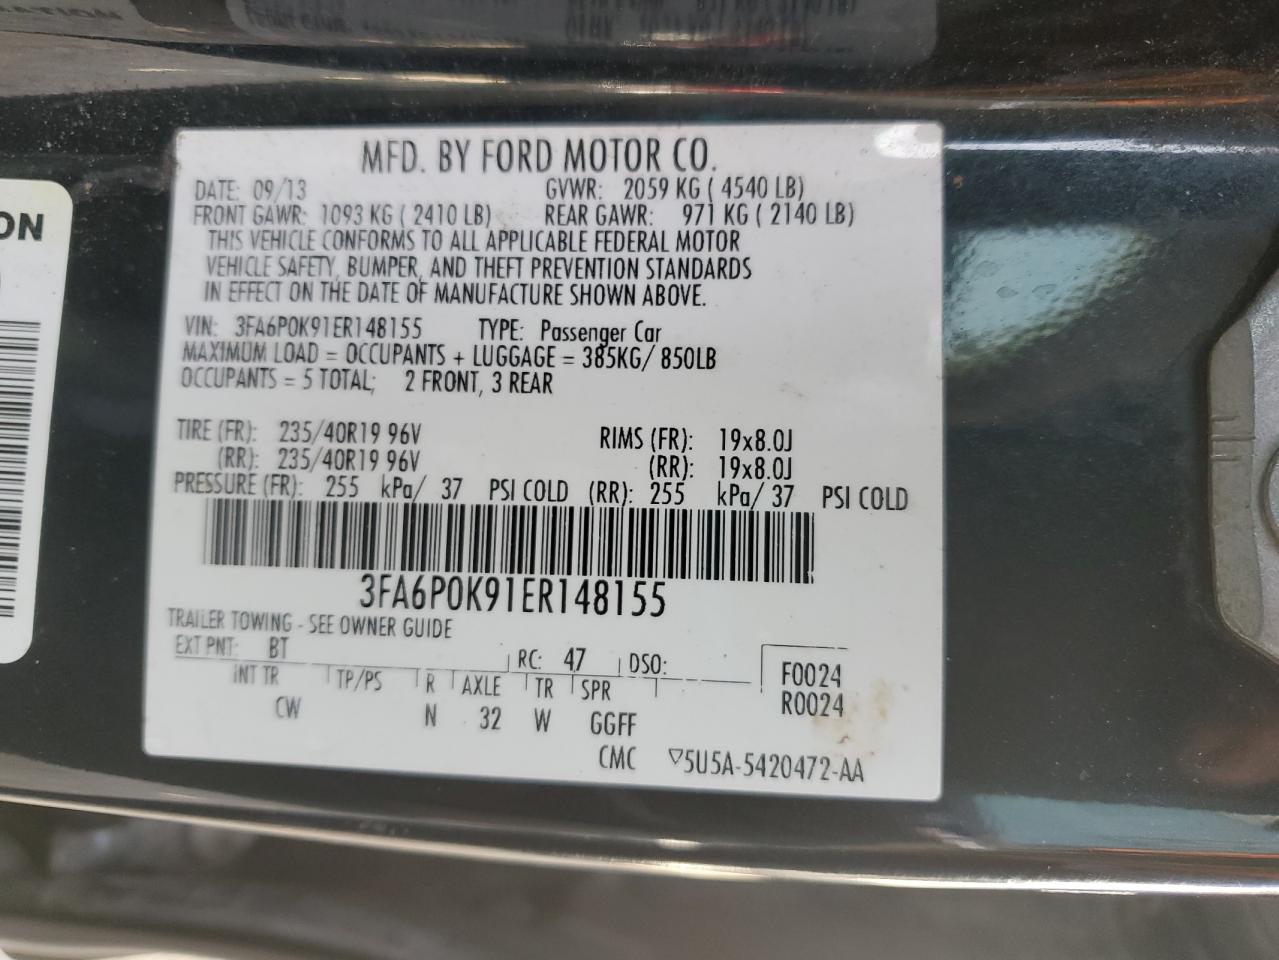 ON
MFD. BY FORD MOTOR CO.
DATE: 09/13 GVWR: 2059 KG ( 4540 LB)
FRONT GAWR: 1093 KG ( 2410 LB) REAR GAWR: 971 KG ( 2140 LB)
THIS VEHICLE CONFORMS TO ALL APPLICABLE FEDERAL MOTOR
VEHICLE SAFETY, BUMPER, AND THEFT PREVENTION STANDARDS
IN EFFECT ON THE DATE OF MANUFACTURE SHOWN ABOVE.
VIN: 3FA6P0K91ER148155 TYPE: Passenger Car
MAXIMUM LOAD = OCCUPANTS + LUGGAGE = 385KG/ 850LB
OCCUPANTS = 5 TOTAL; 2 FRONT, 3 REAR
TIRE (FR): 235/40R19 96V RIMS (FR): 19x8.0J
(RR): 235/40R19 96V (RR): 19x8.0J
PRESSURE (FR): 255 kPa/ 37 PSI COLD (RR): 255 kPa/ 37 PSI COLD
3FA6P0K91ER148155
TRAILER TOWING - SEE OWNER GUIDE
EXT PNT: BT RC: 47 DSO: F0024
INT TR TP/PS R AXLE TR SPR R0024
CW N 32 W GGFF
CMC ▽5U5A-5420472-AA